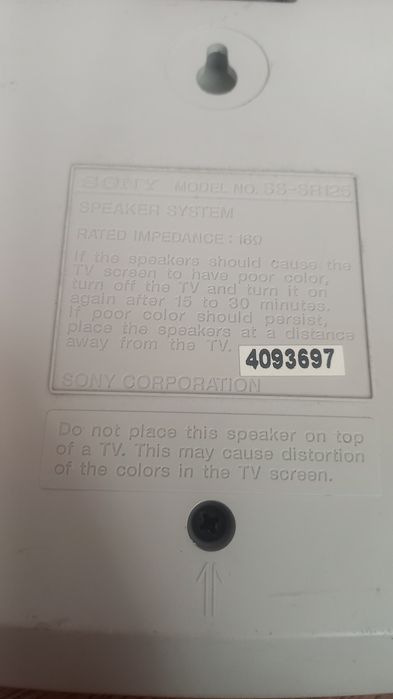 SONY MODEL NO. SS-SR125
SPEAKER SYSTEM
RATED IMPEDANCE : 16Ω
If the speakers should cause the
TV screen to have poor color,
turn off the TV and turn it on
again after 15 to 30 minutes.
If poor color should persist,
place the speakers at a distance
away from the TV. 4093697
SONY CORPORATION
Do not place this speaker on top
of a TV. This may cause distortion
of the colors in the TV screen.